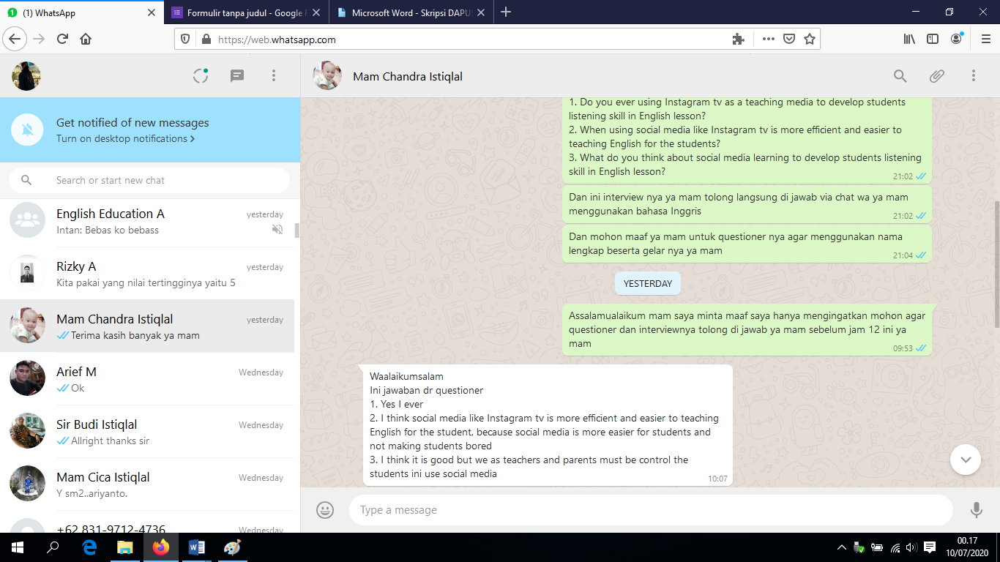 (1) WhatsApp
Formulir tanpa judul - Google F
Microsoft Word - Skripsi DAPUS
https://web.whatsapp.com
Mam Chandra Istiqlal
Get notified of new messages
Turn on desktop notifications
Search or start new chat
English Education A
yesterday
Intan: Bebas ko bebass
Rizky A
yesterday
Kita pakai yang nilai tertingginya yaitu 5
Mam Chandra Istiqlal
yesterday
Terima kasih banyak ya mam
Arief M
Wednesday
Ok
Sir Budi Istiqlal
Wednesday
Allright thanks sir
Mam Cica Istiqlal
Wednesday
Y sm2..ariyanto.
+62 831-9712-4736
Wednesday
1. Do you ever using Instagram tv as a teaching media to develop students
listening skill in English lesson?
2. When using social media like Instagram tv is more efficient and easier to
teaching English for the students?
3. What do you think about social media learning to develop students listening
skill in English lesson?
21:02
Dan ini interview nya ya mam tolong langsung di jawab via chat wa ya mam
menggunakan bahasa Inggris
21:02
Dan mohon maaf ya mam untuk questioner nya agar menggunakan nama
lengkap beserta gelar nya ya mam
21:04
YESTERDAY
Assalamualaikum mam saya minta maaf saya hanya mengingatkan mohon agar
questioner dan interviewnya tolong di jawab ya mam sebelum jam 12 ini ya
mam
09:53
Waalaikumsalam
Ini jawaban dr questioner
1. Yes I ever
2. I think social media like Instagram tv is more efficient and easier to teaching
English for the student, because social media is more easier for students and
not making students bored
3. I think it is good but we as teachers and parents must be control the
students ini use social media
10:07
Type a message
00.17
10/07/2020